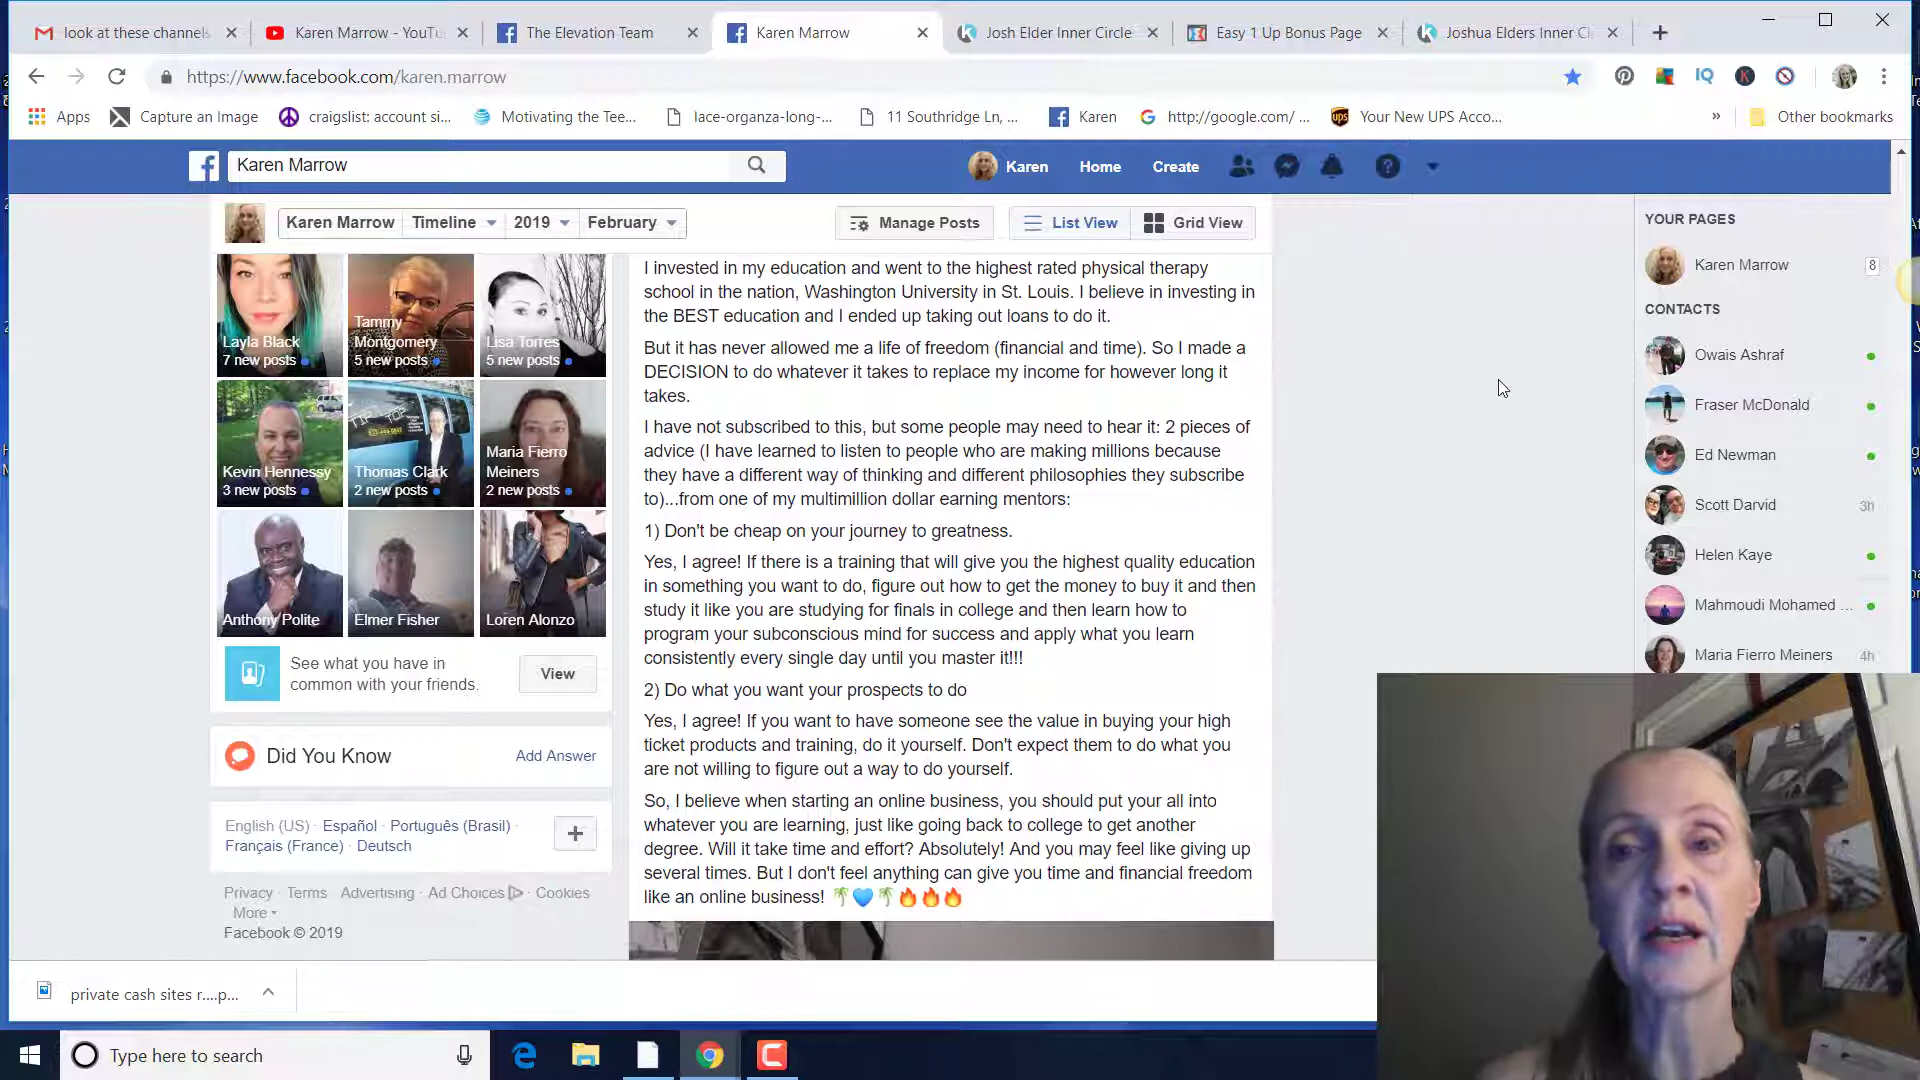 look at these channels
Karen Marrow - YouTu
The Elevation Team
Karen Marrow
Josh Elder Inner Circle
Easy 1 Up Bonus Page
Joshua Elders Inner Ci
https://www.facebook.com/karen.marrow
Apps
Capture an Image
craigslist: account si...
Motivating the Tee...
lace-organza-long-...
11 Southridge Ln, ...
Karen
http://google.com/ ...
Your New UPS Acco...
Other bookmarks
Karen Marrow
Karen
Home
Create
Karen Marrow
Timeline
2019
February
Manage Posts
List View
Grid View
Layla Black
7 new posts
Tammy
Montgomery
5 new posts
Lisa Torres
5 new posts
Kevin Hennessy
3 new posts
Thomas Clark
2 new posts
Maria Fierro
Meiners
2 new posts
Anthony Polite
Elmer Fisher
Loren Alonzo
See what you have in
common with your friends.
View
Did You Know
Add Answer
English (US) · Español · Português (Brasil) ·
Français (France) · Deutsch
Privacy · Terms · Advertising · Ad Choices · Cookies ·
More
Facebook © 2019
I invested in my education and went to the highest rated physical therapy
school in the nation, Washington University in St. Louis. I believe in investing in
the BEST education and I ended up taking out loans to do it.
But it has never allowed me a life of freedom (financial and time). So I made a
DECISION to do whatever it takes to replace my income for however long it
takes.
I have not subscribed to this, but some people may need to hear it: 2 pieces of
advice (I have learned to listen to people who are making millions because
they have a different way of thinking and different philosophies they subscribe
to)...from one of my multimillion dollar earning mentors:
1) Don't be cheap on your journey to greatness.
Yes, I agree! If there is a training that will give you the highest quality education
in something you want to do, figure out how to get the money to buy it and then
study it like you are studying for finals in college and then learn how to
program your subconscious mind for success and apply what you learn
consistently every single day until you master it!!!
2) Do what you want your prospects to do
Yes, I agree! If you want to have someone see the value in buying your high
ticket products and training, do it yourself. Don't expect them to do what you
are not willing to figure out a way to do yourself.
So, I believe when starting an online business, you should put your all into
whatever you are learning, just like going back to college to get another
degree. Will it take time and effort? Absolutely! And you may feel like giving up
several times. But I don't feel anything can give you time and financial freedom
like an online business! 🌴💙🌴🔥🔥🔥
YOUR PAGES
Karen Marrow
8
CONTACTS
Owais Ashraf
Fraser McDonald
Ed Newman
Scott Darvid
3h
Helen Kaye
Mahmoudi Mohamed ...
Maria Fierro Meiners
4h
private cash sites r....p...
Type here to search